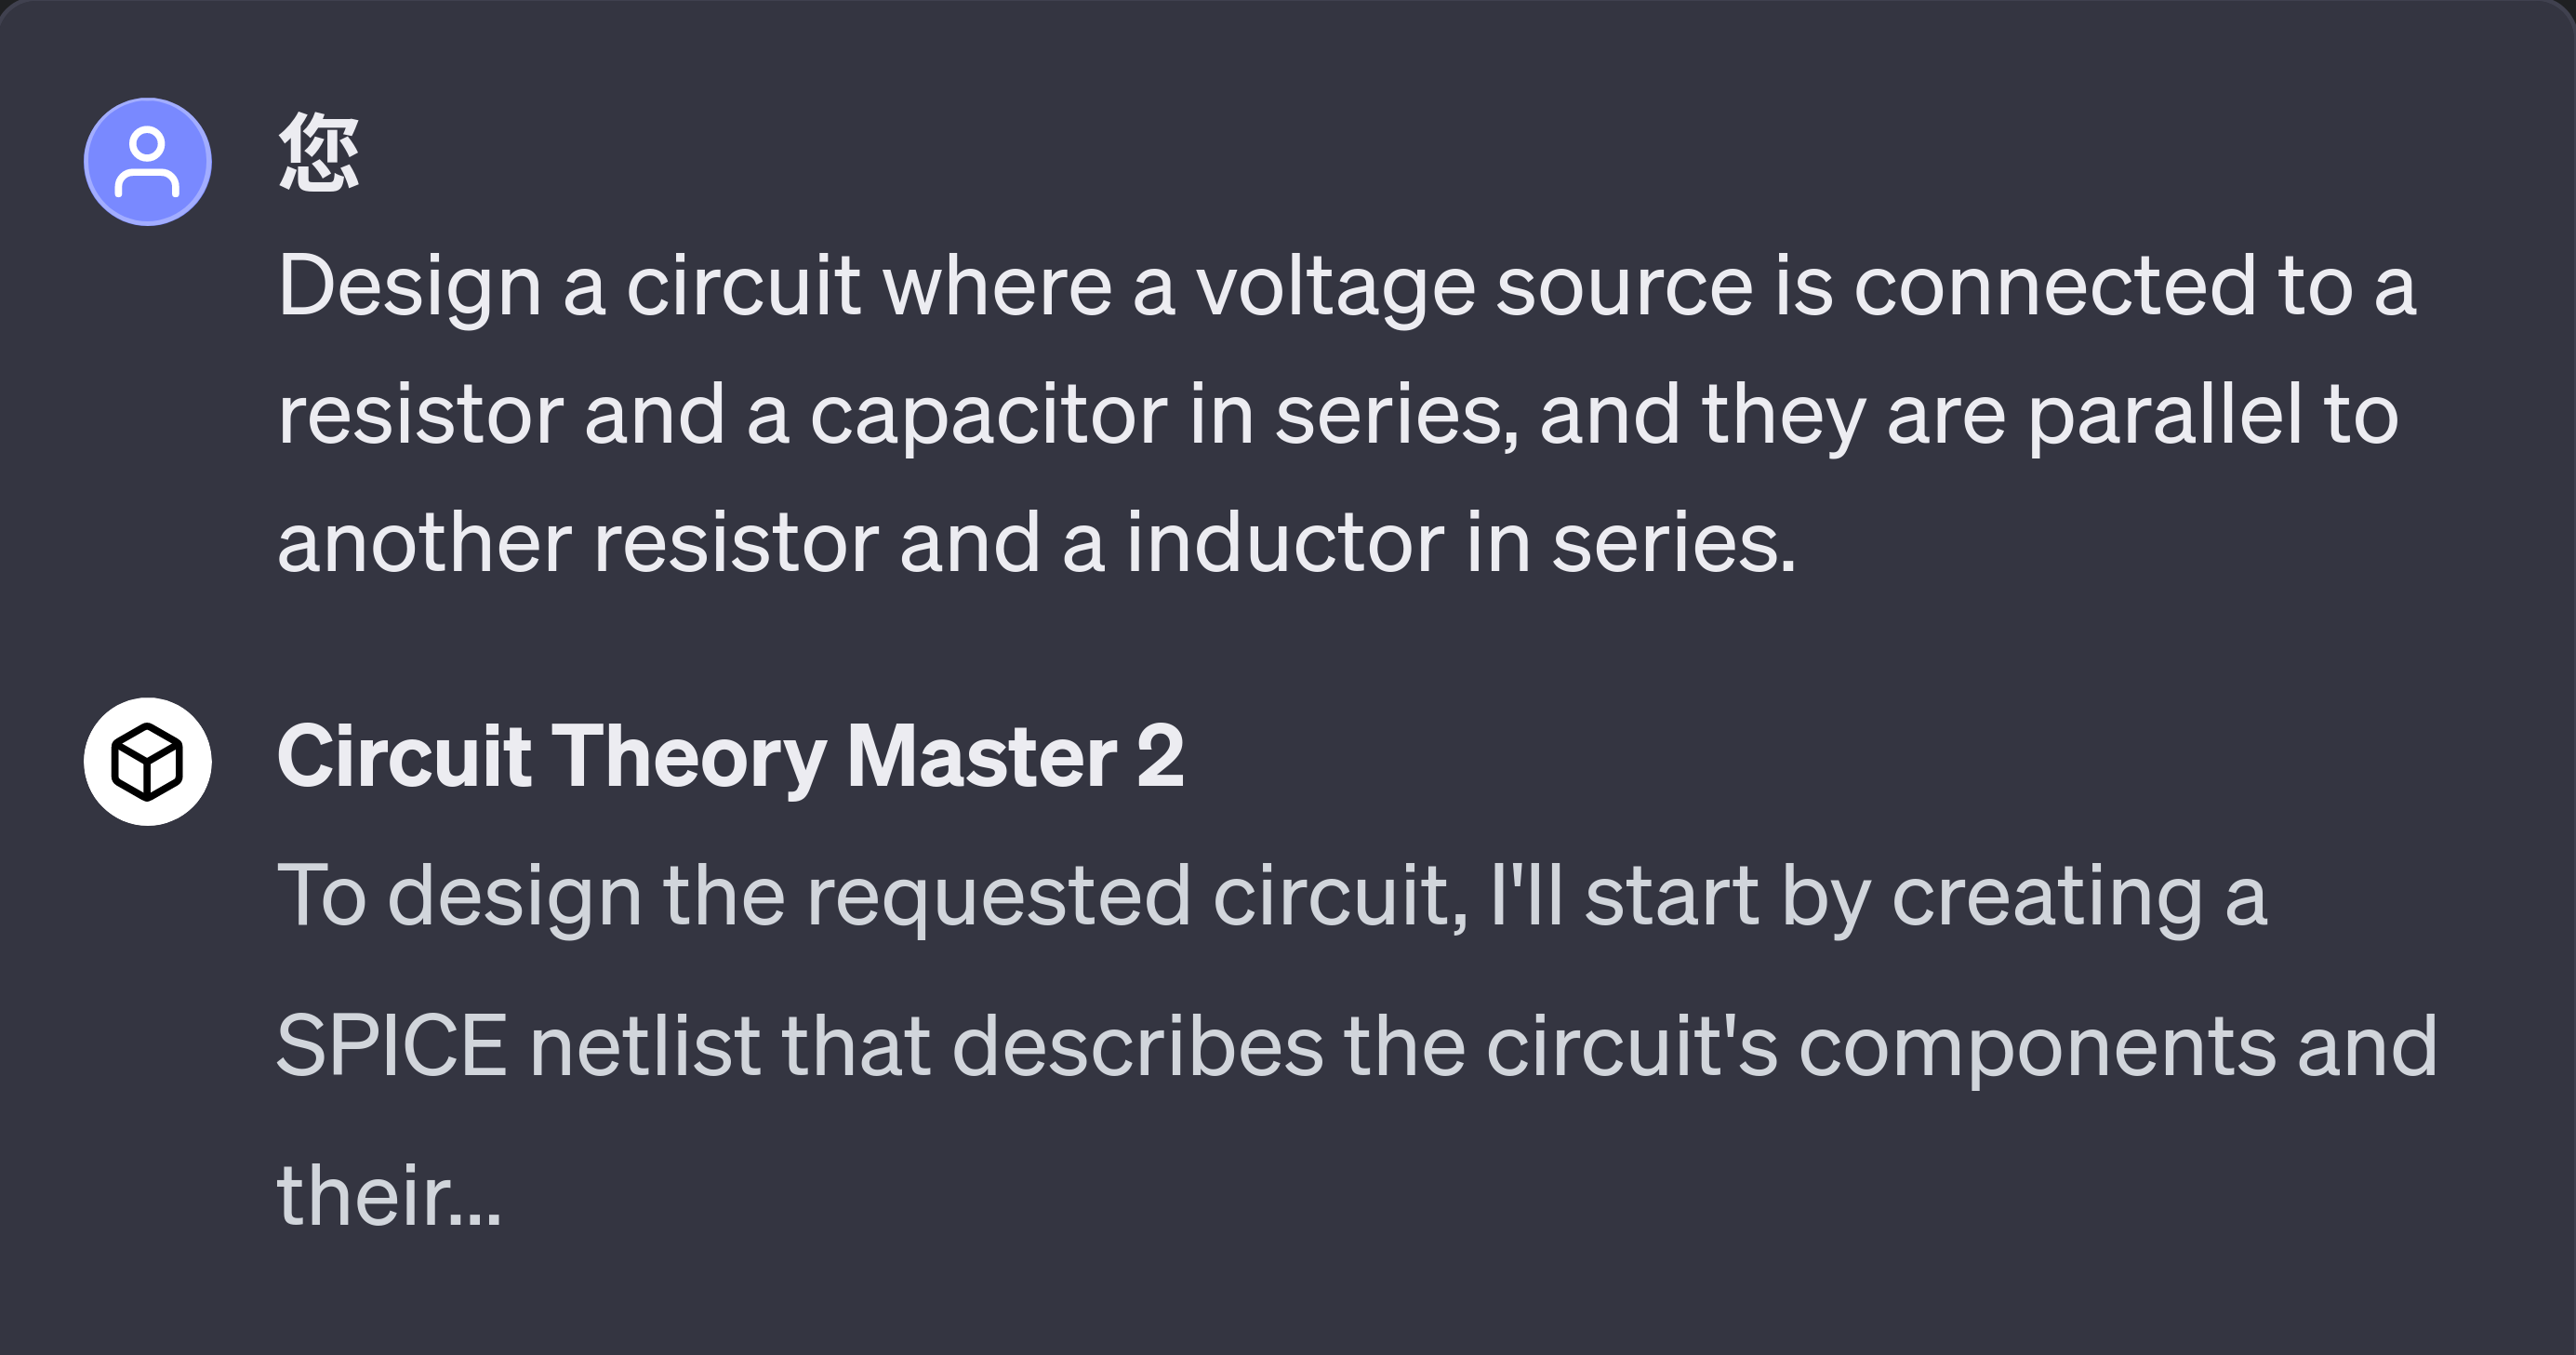 您
Design a circuit where a voltage source is connected to a
resistor and a capacitor in series, and they are parallel to
another resistor and a inductor in series.
Circuit Theory Master 2
To design the requested circuit, I'll start by creating a
SPICE netlist that describes the circuit's components and
their...